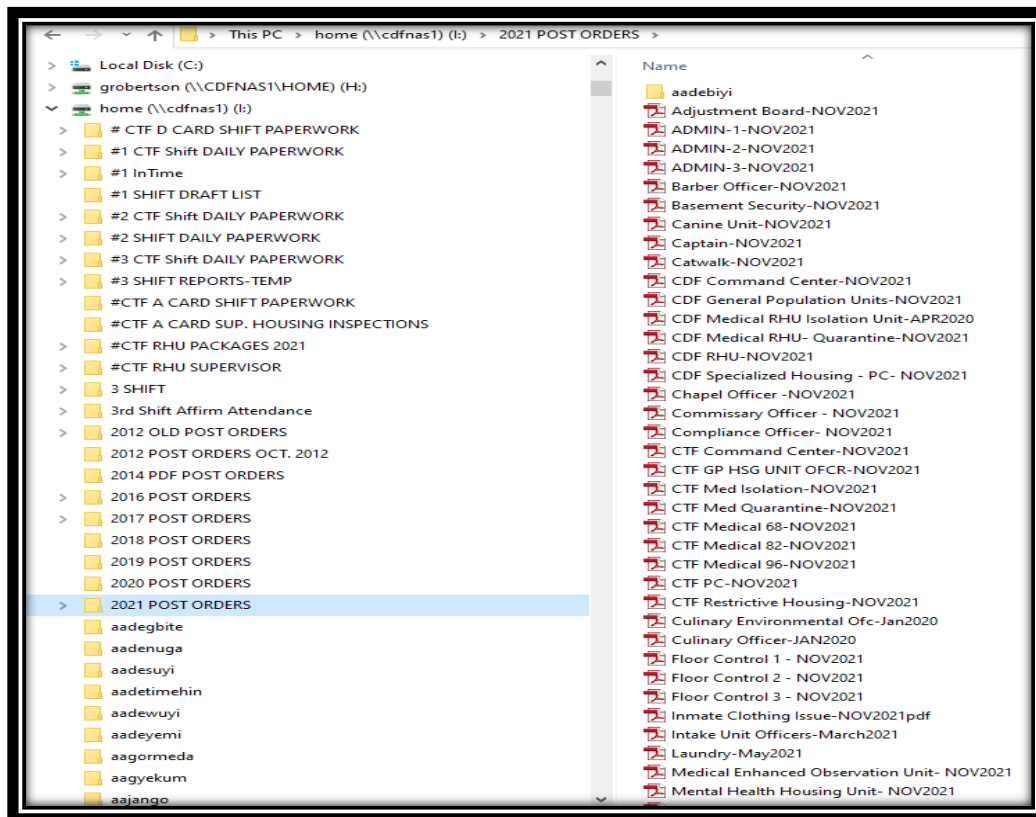 This PC > home (\\cdfnas1) (I:) > 2021 POST ORDERS >
Local Disk (C:)
grobertson (\\CDFNAS1\HOME) (H:)
home (\\cdfnas1) (I:)
# CTF D CARD SHIFT PAPERWORK
#1 CTF Shift DAILY PAPERWORK
#1 InTime
#1 SHIFT DRAFT LIST
#2 CTF Shift DAILY PAPERWORK
#2 SHIFT DAILY PAPERWORK
#3 CTF Shift DAILY PAPERWORK
#3 SHIFT REPORTS-TEMP
#CTF A CARD SHIFT PAPERWORK
#CTF A CARD SUP. HOUSING INSPECTIONS
#CTF RHU PACKAGES 2021
#CTF RHU SUPERVISOR
3 SHIFT
3rd Shift Affirm Attendance
2012 OLD POST ORDERS
2012 POST ORDERS OCT. 2012
2014 PDF POST ORDERS
2016 POST ORDERS
2017 POST ORDERS
2018 POST ORDERS
2019 POST ORDERS
2020 POST ORDERS
2021 POST ORDERS
aadegbite
aadenuga
aadesuyi
aadetimehin
aadewuyi
aadeyemi
aagormeda
aagyekum
aajango
Name
aadebiyi
Adjustment Board-NOV2021
ADMIN-1-NOV2021
ADMIN-2-NOV2021
ADMIN-3-NOV2021
Barber Officer-NOV2021
Basement Security-NOV2021
Canine Unit-NOV2021
Captain-NOV2021
Catwalk-NOV2021
CDF Command Center-NOV2021
CDF General Population Units-NOV2021
CDF Medical RHU Isolation Unit-APR2020
CDF Medical RHU- Quarantine-NOV2021
CDF RHU-NOV2021
CDF Specialized Housing - PC- NOV2021
Chapel Officer -NOV2021
Commissary Officer - NOV2021
Compliance Officer- NOV2021
CTF Command Center-NOV2021
CTF GP HSG UNIT OFCR-NOV2021
CTF Med Isolation-NOV2021
CTF Med Quarantine-NOV2021
CTF Medical 68-NOV2021
CTF Medical 82-NOV2021
CTF Medical 96-NOV2021
CTF PC-NOV2021
CTF Restrictive Housing-NOV2021
Culinary Environmental Ofc-Jan2020
Culinary Officer-JAN2020
Floor Control 1 - NOV2021
Floor Control 2 - NOV2021
Floor Control 3 - NOV2021
Inmate Clothing Issue-NOV2021pdf
Intake Unit Officers-March2021
Laundry-May2021
Medical Enhanced Observation Unit- NOV2021
Mental Health Housing Unit- NOV2021